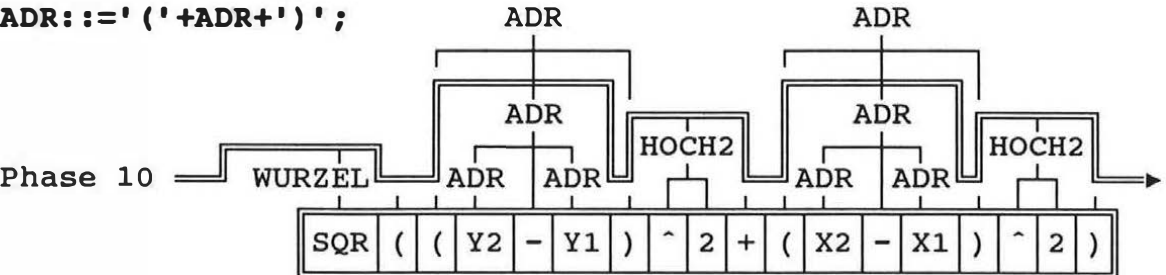 ADR::='('+ADR+')'; ADR ADR
ADR ADR
HOCH2 HOCH2
Phase 10 WURZEL ADR ADR ADR ADR
SQR ( ( Y2 - Y1 ) ^ 2 + ( X2 - X1 ) ^ 2 )